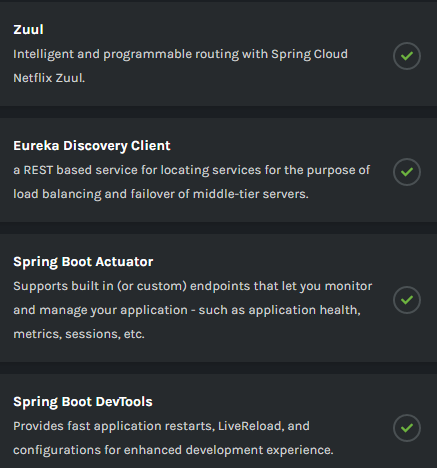 Zuul
Intelligent and programmable routing with Spring Cloud
Netflix Zuul.
Eureka Discovery Client
a REST based service for locating services for the purpose of
load balancing and failover of middle-tier servers.
Spring Boot Actuator
Supports built in (or custom) endpoints that let you monitor
and manage your application - such as application health,
metrics, sessions, etc.
Spring Boot DevTools
Provides fast application restarts, LiveReload, and
configurations for enhanced development experience.